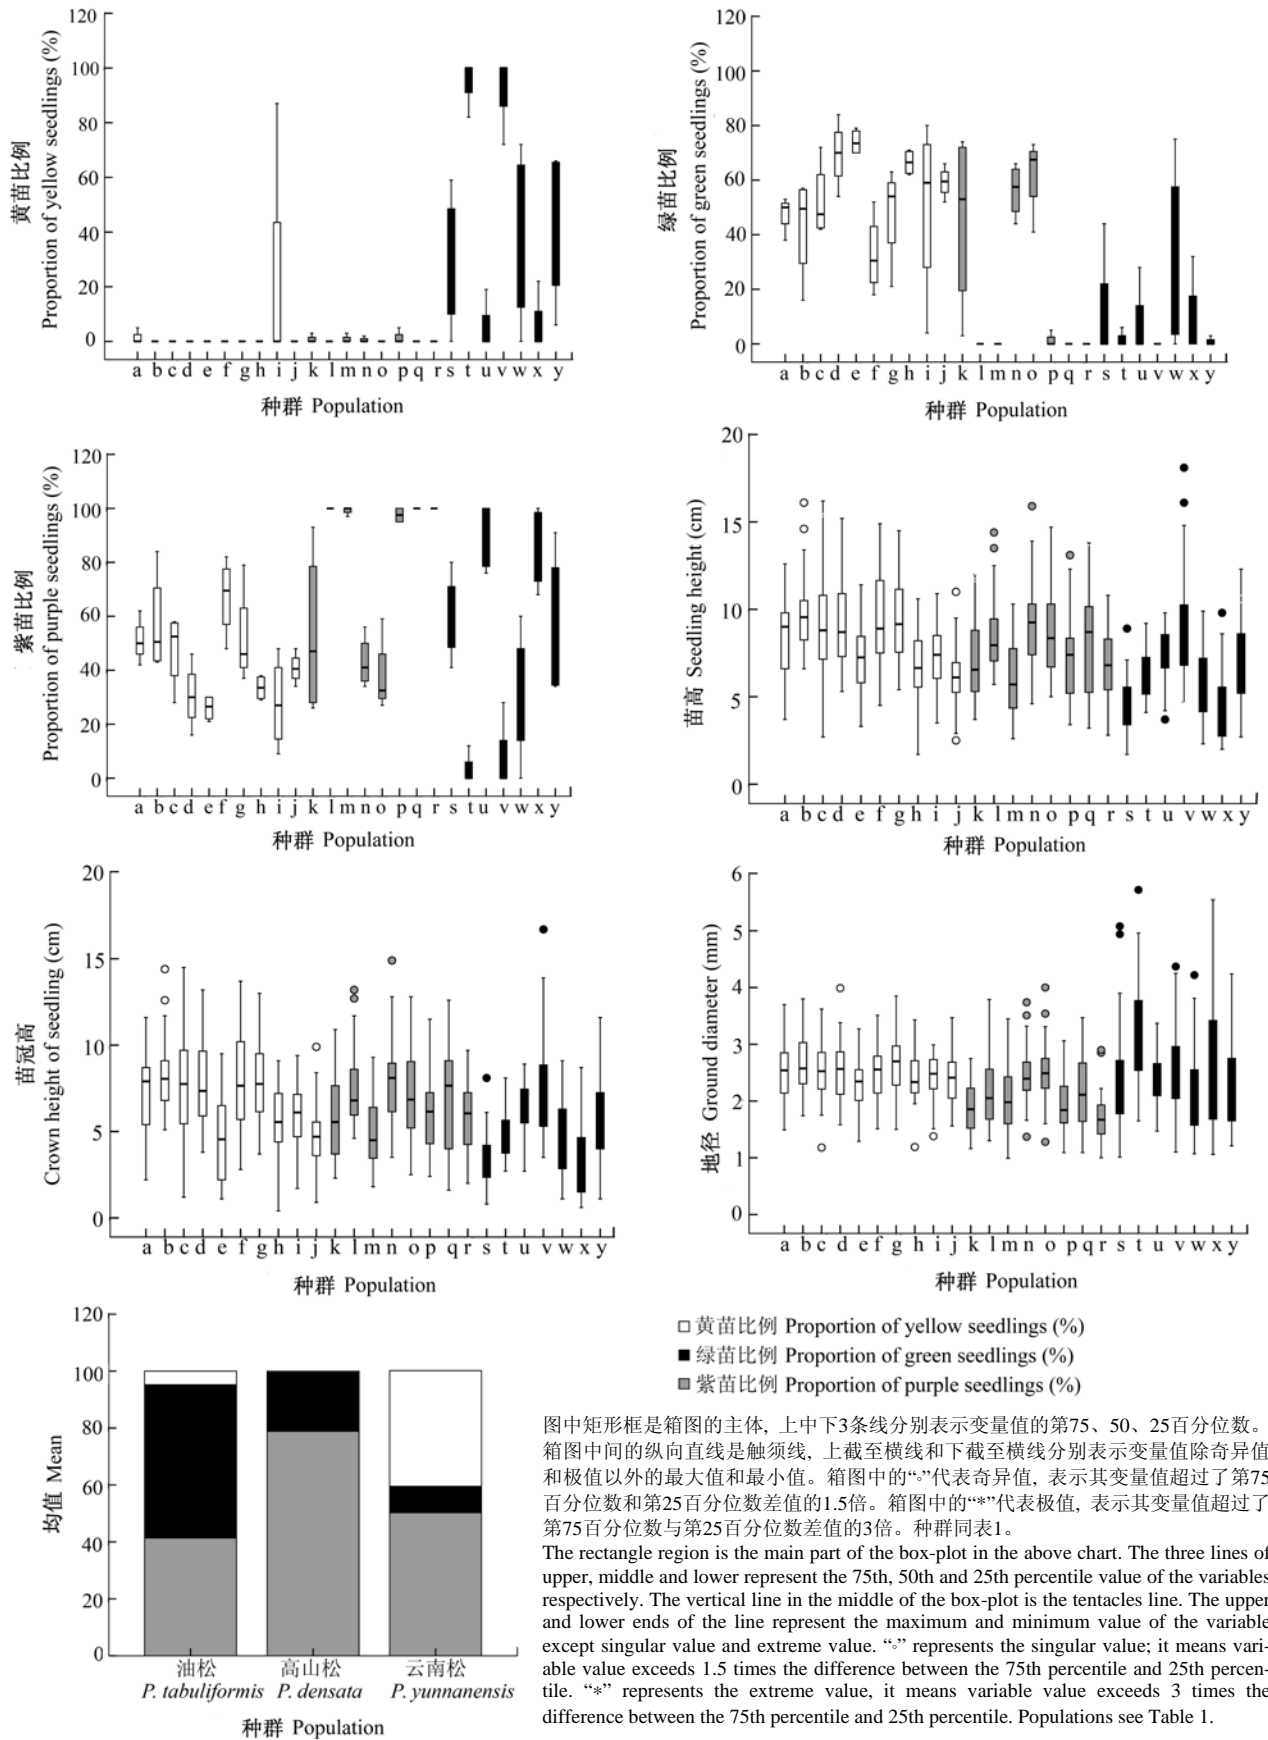 黄苗比例
Proportion of yellow seedlings (%)
120
100
80
60
40
20
0
a b c d e f g h i j k l m n o p q r s t u v w x y
种群 Population
绿苗比例
Proportion of green seedlings (%)
120
100
80
60
40
20
0
a b c d e f g h i j k l m n o p q r s t u v w x y
种群 Population
紫苗比例
Proportion of purple seedlings (%)
120
100
80
60
40
20
0
a b c d e f g h i j k l m n o p q r s t u v w x y
种群 Population
苗高 Seedling height (cm)
20
15
10
5
0
a b c d e f g h i j k l m n o p q r s t u v w x y
种群 Population
苗冠高
Crown height of seedling (cm)
20
15
10
5
0
a b c d e f g h i j k l m n o p q r s t u v w x y
种群 Population
地径 Ground diameter (mm)
6
5
4
3
2
1
0
a b c d e f g h i j k l m n o p q r s t u v w x y
种群 Population
均值 Mean
120
100
80
60
40
20
0
油松 高山松 云南松
P. tabuliformis P. densata P. yunnanensis
种群 Population
黄苗比例 Proportion of yellow seedlings (%)
绿苗比例 Proportion of green seedlings (%)
紫苗比例 Proportion of purple seedlings (%)
图中矩形框是箱图的主体, 上中下3条线分别表示变量值的第75、50、25百分位数。
箱图中间的纵向直线是触须线, 上截至横线和下截至横线分别表示变量值除奇异值
和极值以外的最大值和最小值。箱图中的“◦”代表奇异值, 表示其变量值超过了第75
百分位数和第25百分位数差值的1.5倍。箱图中的“*”代表极值, 表示其变量值超过了
第75百分位数与第25百分位数差值的3倍。种群同表1。
The rectangle region is the main part of the box-plot in the above chart. The three lines of
upper, middle and lower represent the 75th, 50th and 25th percentile value of the variables
respectively. The vertical line in the middle of the box-plot is the tentacles line. The upper
and lower ends of the line represent the maximum and minimum value of the variable
except singular value and extreme value. “◦” represents the singular value; it means vari-
able value exceeds 1.5 times the difference between the 75th percentile and 25th percen-
tile. “*” represents the extreme value, it means variable value exceeds 3 times the
difference between the 75th percentile and 25th percentile. Populations see Table 1.